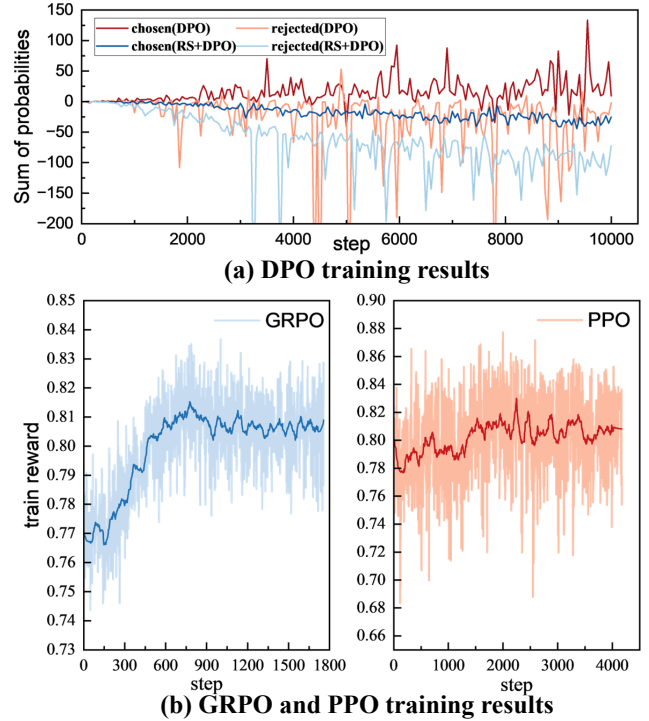 chosen(DPO) rejected(DPO)
chosen(RS+DPO) rejected(RS+DPO)
Sum of probabilities
150
100
50
0
−50
−100
−150
−200
0 2000 4000 6000 8000 10000
step
(a) DPO training results
GRPO
train reward
0.85
0.84
0.83
0.82
0.81
0.80
0.79
0.78
0.77
0.76
0.75
0.74
0.73
0 300 600 900 1200 1500 1800
step
PPO
0.90
0.88
0.86
0.84
0.82
0.80
0.78
0.76
0.74
0.72
0.70
0.68
0.66
0 1000 2000 3000 4000
step
(b) GRPO and PPO training results